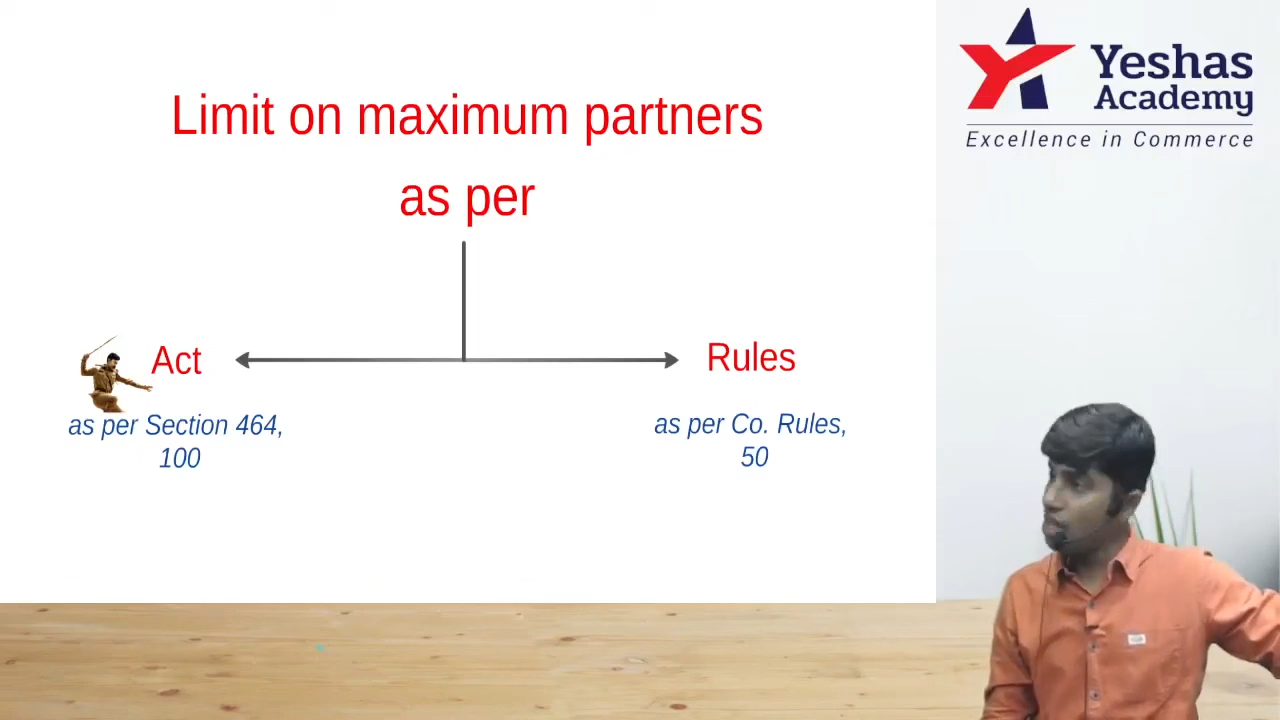 Limit on maximum partners
as per
Act
Rules
as per Section 464,
100
as per Co. Rules,
50
Yeshas
Academy
Excellence in Commerce